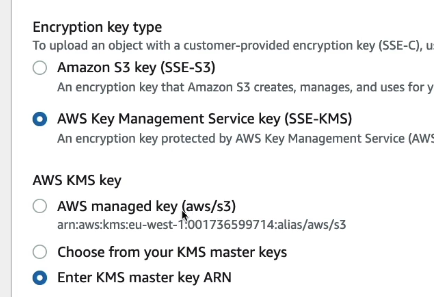 Encryption key type
To upload an object with a customer-provided encryption key (SSE-C), u
Amazon S3 key (SSE-S3)
An encryption key that Amazon S3 creates, manages, and uses for y
AWS Key Management Service key (SSE-KMS)
An encryption key protected by AWS Key Management Service (AWS
AWS KMS key
AWS managed key (aws/s3)
arn:aws:kms:eu-west-1:001736599714:alias/aws/s3
Choose from your KMS master keys
Enter KMS master key ARN